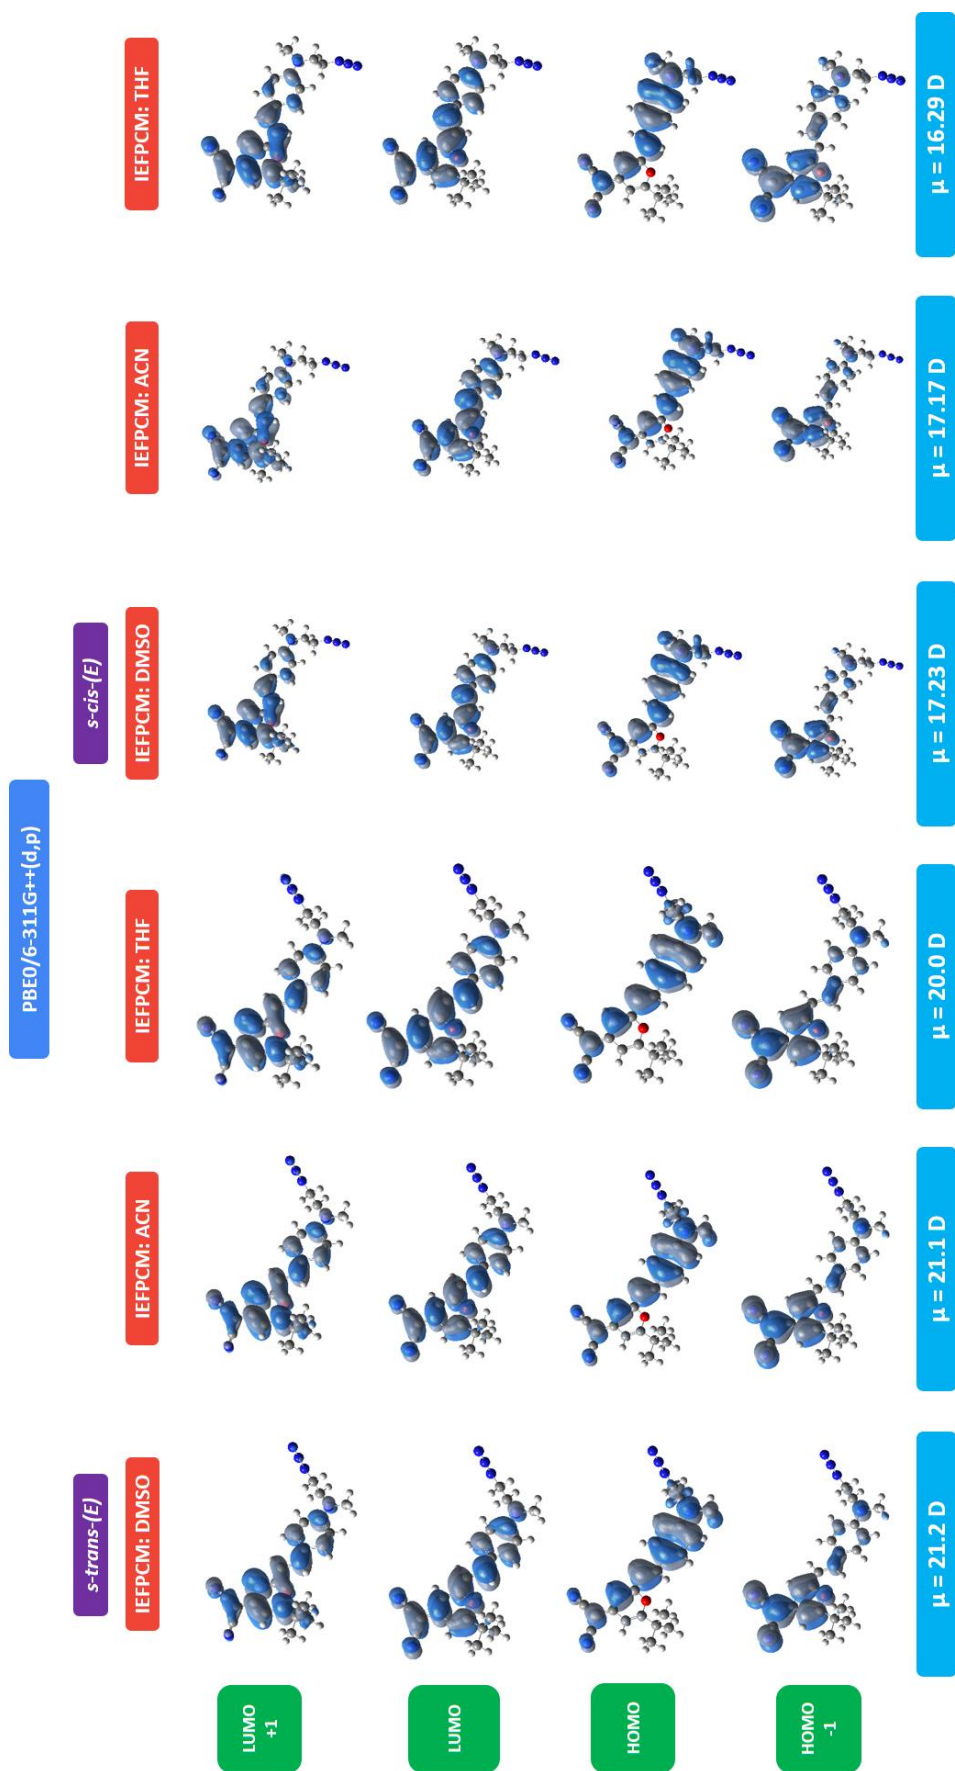 PBE0/6-311G++(d,p)
s-trans-(E)
s-cis-(E)
IEFPCM: DMSO
IEFPCM: ACN
IEFPCM: THF
IEFPCM: DMSO
IEFPCM: ACN
IEFPCM: THF
LUMO
+1
LUMO
HOMO
HOMO
-1
μ = 21.2 D
μ = 21.1 D
μ = 20.0 D
μ = 17.23 D
μ = 17.17 D
μ = 16.29 D